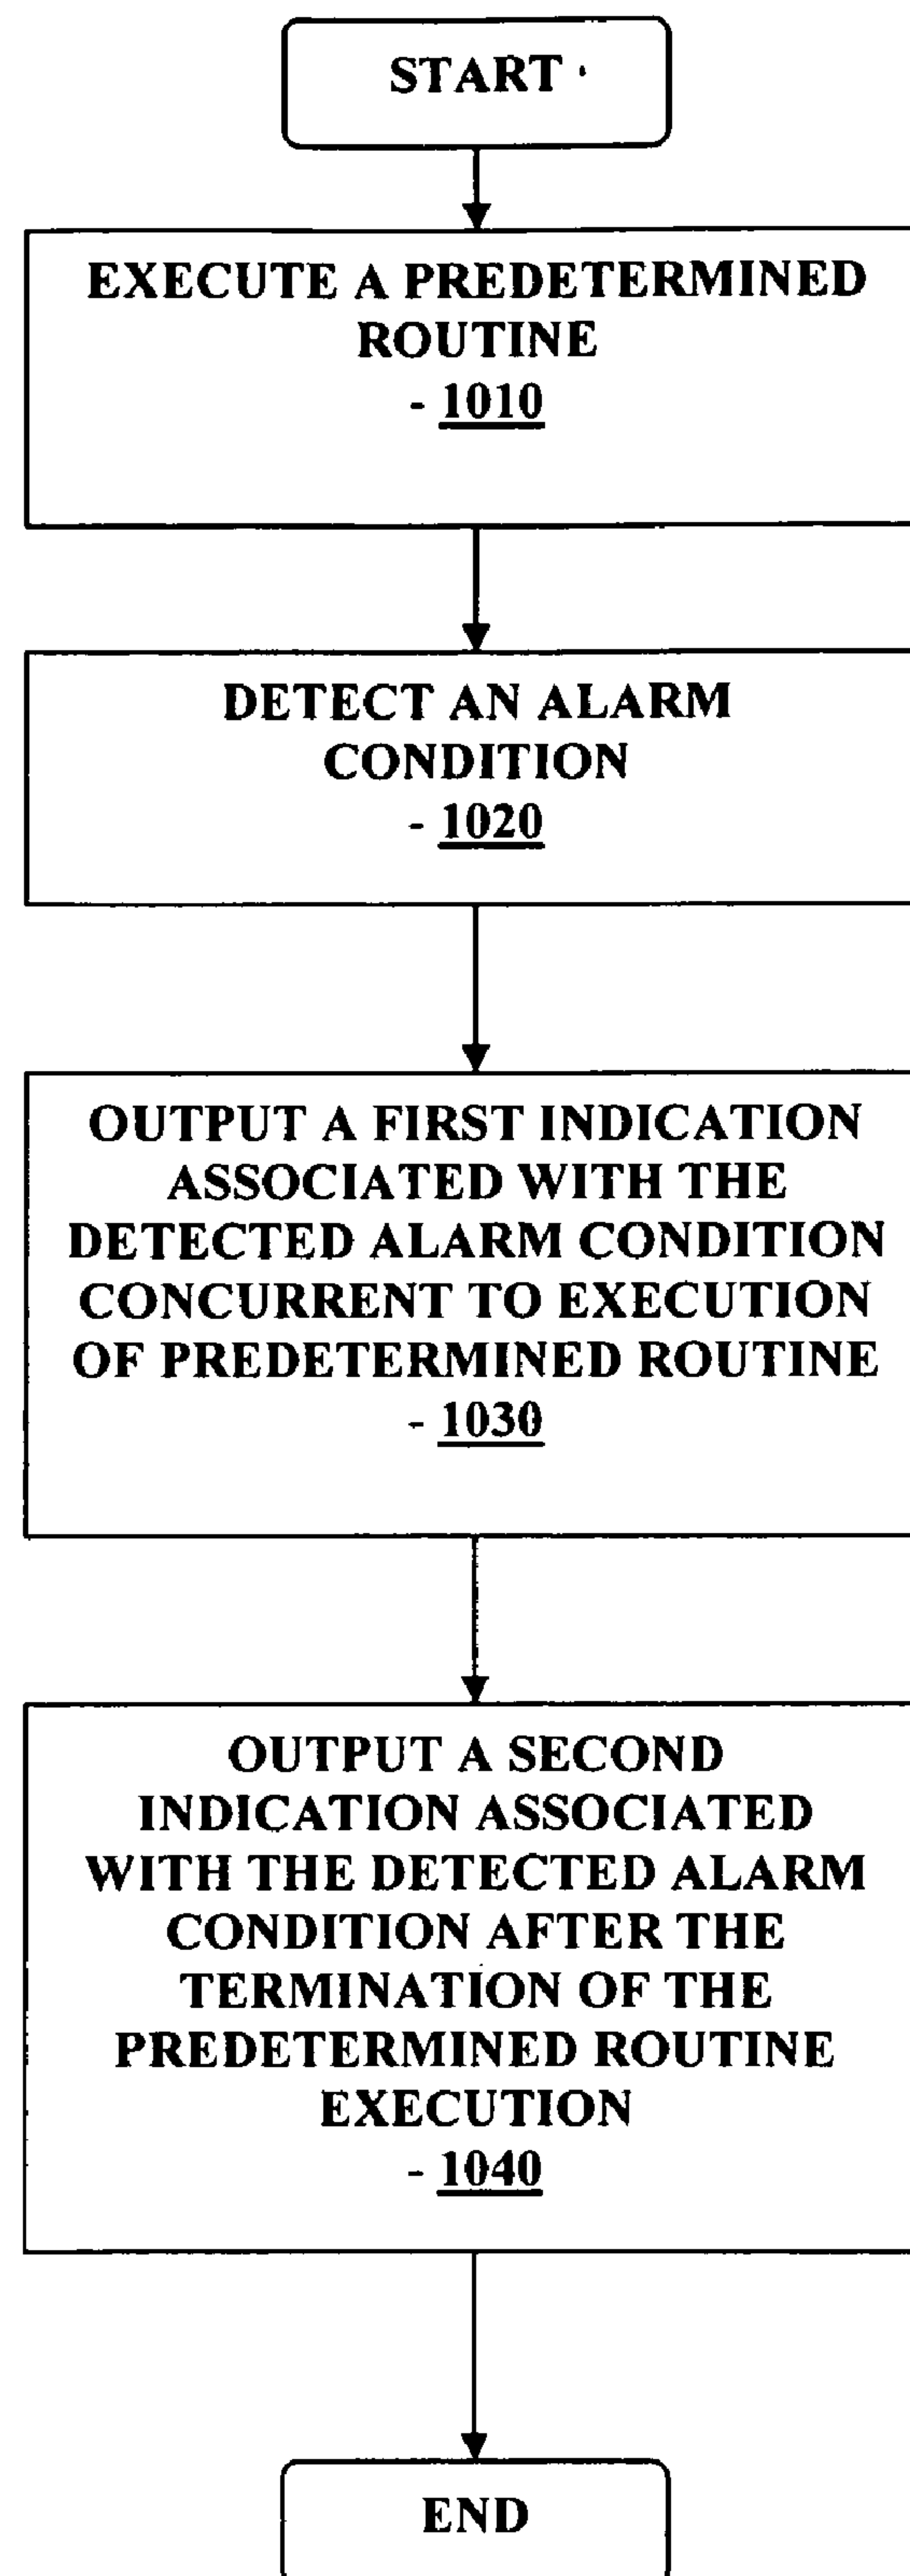 START
EXECUTE A PREDETERMINED
ROUTINE
- 1010
DETECT AN ALARM
CONDITION
- 1020
OUTPUT A FIRST INDICATION
ASSOCIATED WITH THE
DETECTED ALARM CONDITION
CONCURRENT TO EXECUTION
OF PREDETERMINED ROUTINE
- 1030
OUTPUT A SECOND
INDICATION ASSOCIATED
WITH THE DETECTED ALARM
CONDITION AFTER THE
TERMINATION OF THE
PREDETERMINED ROUTINE
EXECUTION
- 1040
END